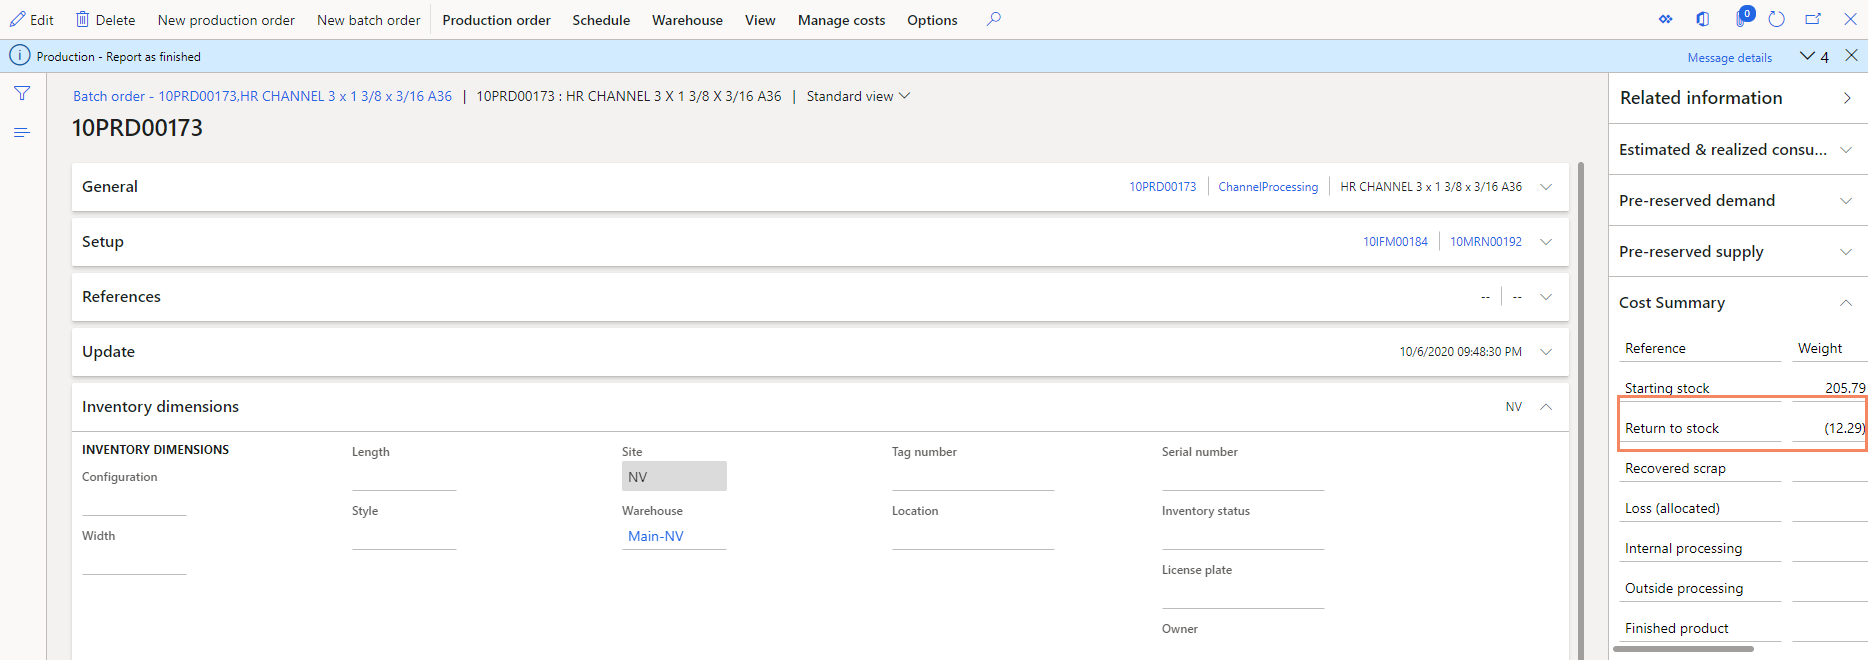 Edit Delete New production order New batch order Production order Schedule Warehouse View Manage costs Options 0
Production - Report as finished Message details 4
Batch order - 10PRD00173,HR CHANNEL 3 x 1 3/8 x 3/16 A36 | 10PRD00173 : HR CHANNEL 3 X 1 3/8 X 3/16 A36 | Standard view
10PRD00173
General 10PRD00173 ChannelProcessing HR CHANNEL 3 x 1 3/8 x 3/16 A36
Setup 10IFM00184 10MRN00192
References -- --
Update 10/6/2020 09:48:30 PM
Inventory dimensions NV
INVENTORY DIMENSIONS
Configuration
Width
Length
Style
Site
NV
Warehouse
Main-NV
Tag number
Location
Serial number
Inventory status
License plate
Owner
Related information
Estimated & realized consu...
Pre-reserved demand
Pre-reserved supply
Cost Summary
Reference Weight
Starting stock 205.79
Return to stock (12.29)
Recovered scrap
Loss (allocated)
Internal processing
Outside processing
Finished product